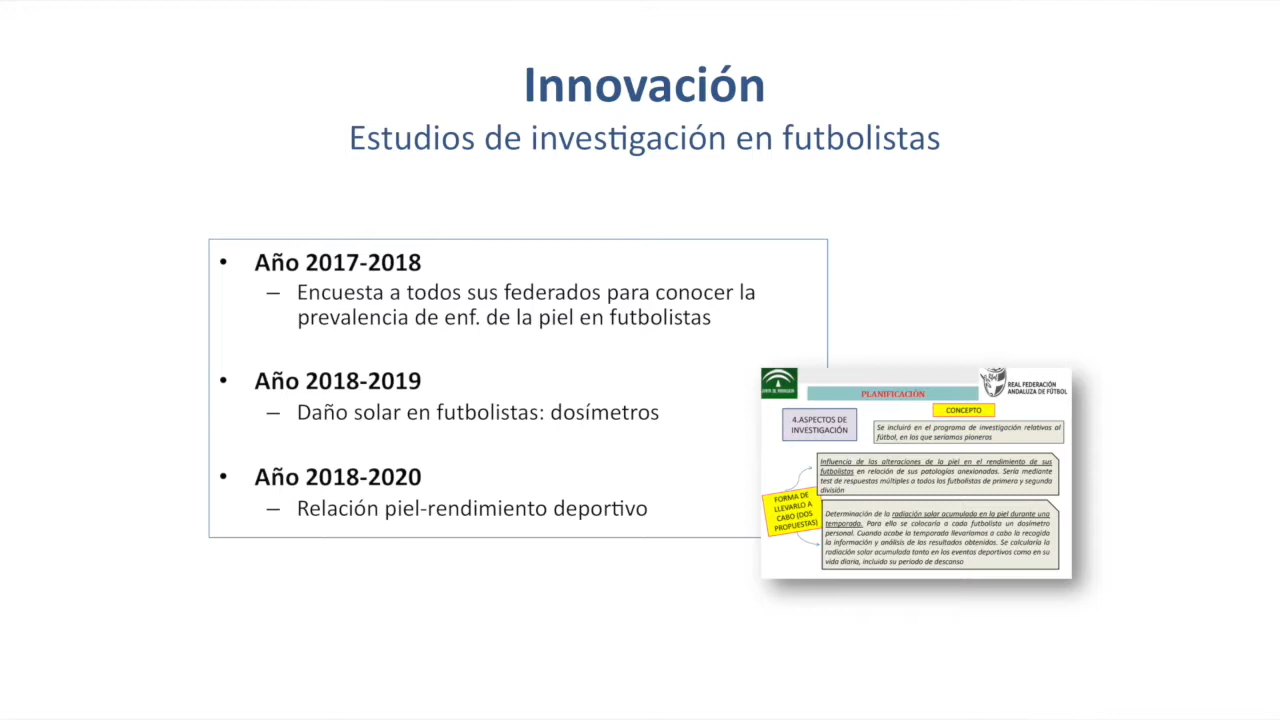 Innovación
Estudios de investigación en futbolistas
• Año 2017-2018
– Encuesta a todos sus federados para conocer la
prevalencia de enf. de la piel en futbolistas
• Año 2018-2019
– Daño solar en futbolistas: dosímetros
• Año 2018-2020
– Relación piel-rendimiento deportivo
JUNTA DE ANDALUCIA
REAL FEDERACIÓN
ANDALUZA DE FÚTBOL
PLANIFICACIÓN
CONCEPTO
4.ASPECTOS DE
INVESTIGACIÓN
Se incluirá en el programa de investigación relativos al
fútbol, en los que seríamos pioneros
Influencia de las alteraciones de la piel en el rendimiento de sus
futbolistas en relación de sus patologías anexionadas. Sería mediante
test de respuestas múltiples a todos los futbolistas de primera y segunda
división
FORMA DE
LLEVARLO A
CABO (DOS
PROPUESTAS)
Determinación de la radiación solar acumulada en la piel durante una
temporada. Para ello se colocaría a cada futbolista un dosímetro
personal. Cuando acabe la temporada llevaríamos a cabo la recogida
la información y análisis de los resultados obtenidos. Se calcularía la
radiación solar acumulada tanto en los eventos deportivos como en su
vida diaria, incluido su periodo de descanso